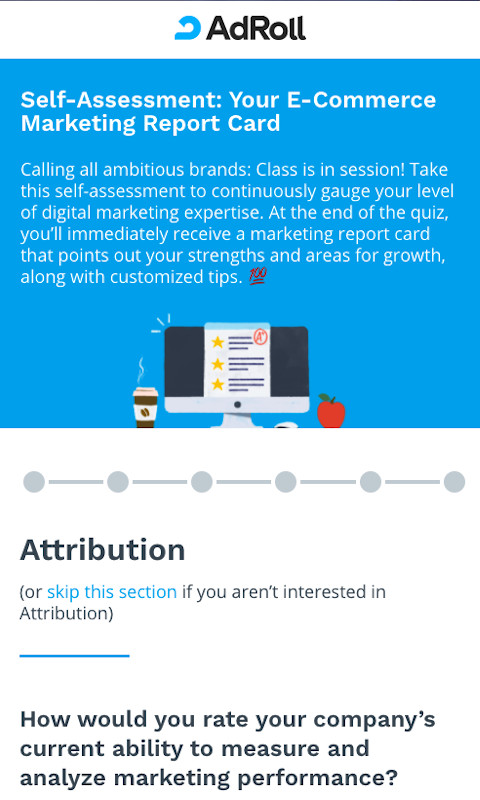 AdRoll
Self-Assessment: Your E-Commerce
Marketing Report Card
Calling all ambitious brands: Class is in session! Take
this self-assessment to continuously gauge your level
of digital marketing expertise. At the end of the quiz,
you’ll immediately receive a marketing report card
that points out your strengths and areas for growth,
along with customized tips. 💯
A+
Attribution
(or skip this section if you aren’t interested in
Attribution)
How would you rate your company’s
current ability to measure and
analyze marketing performance?